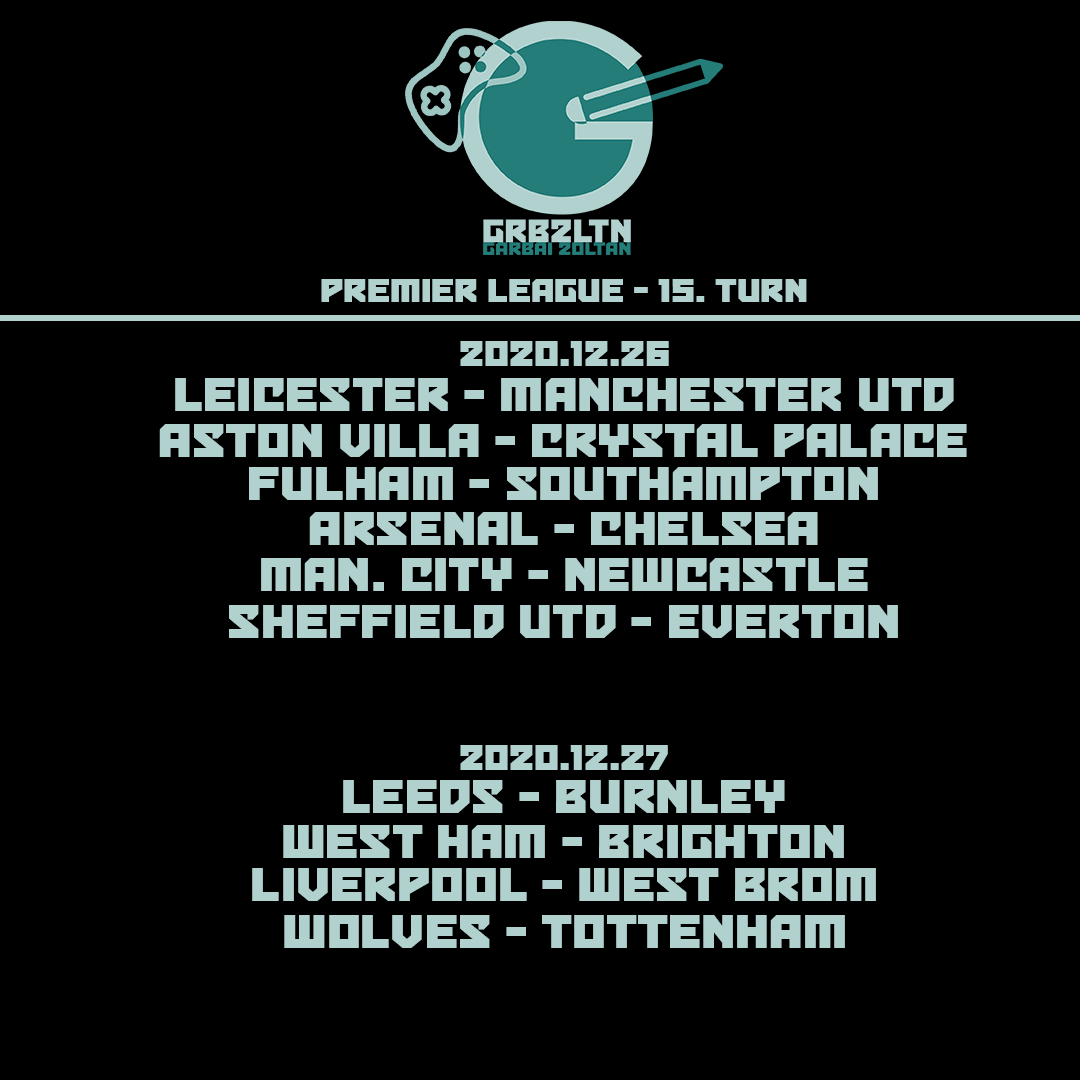 GRBZLTN
GARBAI ZOLTAN
PREMIER LEAGUE - 15. TURN
2020.12.26
LEICESTER - MANCHESTER UTD
ASTON VILLA - CRYSTAL PALACE
FULHAM - SOUTHAMPTON
ARSENAL - CHELSEA
MAN. CITY - NEWCASTLE
SHEFFIELD UTD - EVERTON
2020.12.27
LEEDS - BURNLEY
WEST HAM - BRIGHTON
LIVERPOOL - WEST BROM
WOLVES - TOTTENHAM